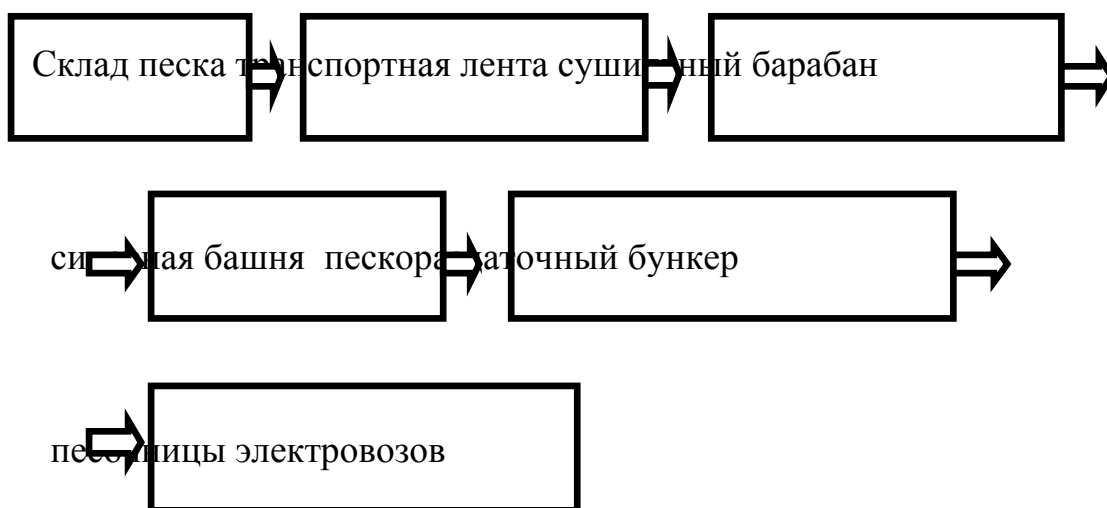 Склад песка транспортная лента сушильный барабан
башня пескораздаточный бункер
песочницы электровозов